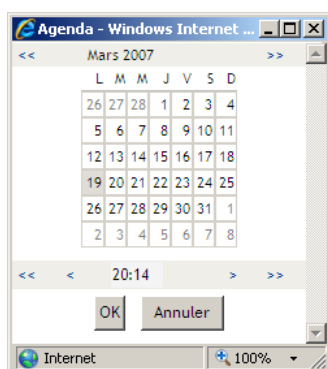 Agenda - Windows Internet ...
<< Mars 2007 >>
L M M J V S D
26 27 28 1 2 3 4
5 6 7 8 9 10 11
12 13 14 15 16 17 18
19 20 21 22 23 24 25
26 27 28 29 30 31 1
2 3 4 5 6 7 8
<< < 20:14 > >>
OK Annuler
Internet 100%